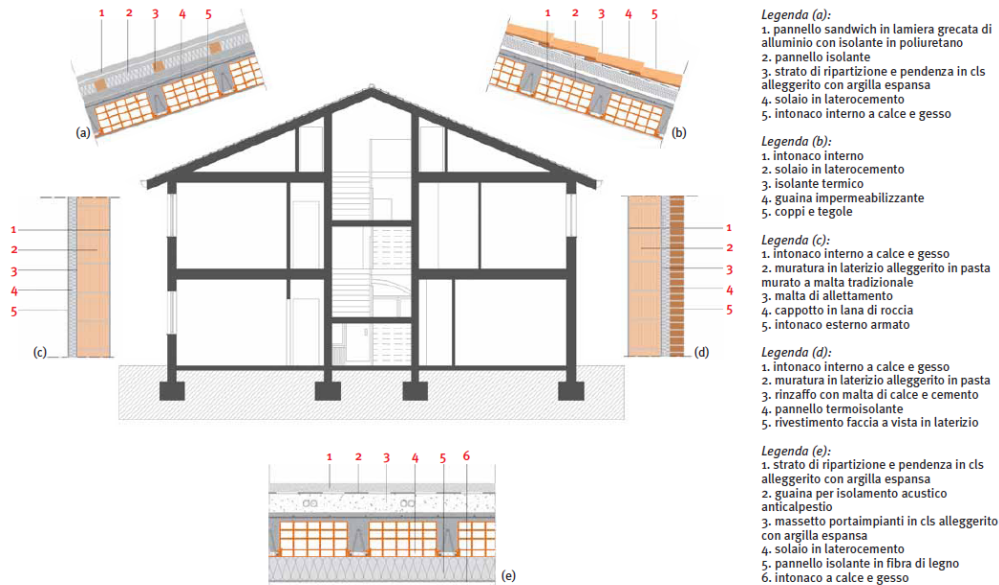 1 2 3 4 5
(a)
1 2 3 4 5
(b)
1
2
3
4
5
(c)
1
2
3
4
5
(d)
1 2 3 4 5 6
(e)
Legenda (a):
1. pannello sandwich in lamiera grecata di
alluminio con isolante in poliuretano
2. pannello isolante
3. strato di ripartizione e pendenza in cls
alleggerito con argilla espansa
4. solaio in laterocemento
5. intonaco interno a calce e gesso
Legenda (b):
1. intonaco interno
2. solaio in laterocemento
3. isolante termico
4. guaina impermeabilizzante
5. coppi e tegole
Legenda (c):
1. intonaco interno a calce e gesso
2. muratura in laterizio alleggerito in pasta
murato a malta tradizionale
3. malta di allettamento
4. cappotto in lana di roccia
5. intonaco esterno armato
Legenda (d):
1. intonaco interno a calce e gesso
2. muratura in laterizio alleggerito in pasta
3. rinzaffo con malta di calce e cemento
4. pannello termoisolante
5. rivestimento faccia a vista in laterizio
Legenda (e):
1. strato di ripartizione e pendenza in cls
alleggerito con argilla espansa
2. guaina per isolamento acustico
anticalpestio
3. massetto portaimpianti in cls alleggerito
con argilla espansa
4. solaio in laterocemento
5. pannello isolante in fibra di legno
6. intonaco a calce e gesso